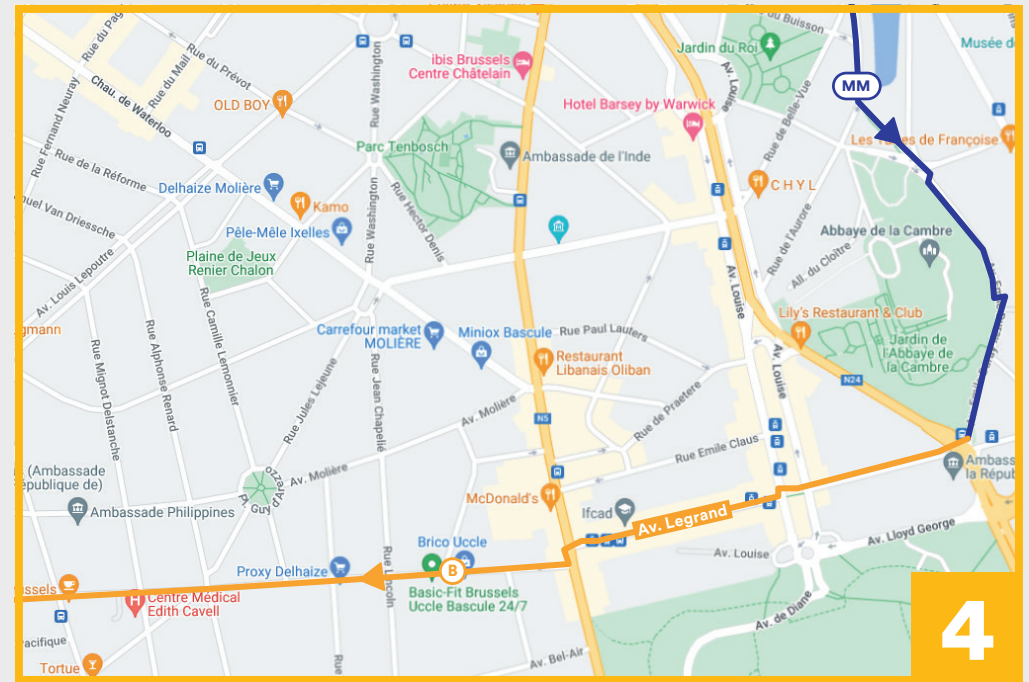 Rue du Page
Rue du Mail
Rue du Prévot
Chau. de Waterloo
Rue Fernand Neuray
OLD BOY
Rue Washington
ibis Brussels
Centre Châtelain
Jardin du Roi
Av. Louise
du Buisson
Musée d
MM
Hotel Barsey by Warwick
Rue de Belle-Vue
Les de Françoise
Parc Tenbosch
Ambassade de l'Inde
Rue de la Réforme
Delhaize Molière
Kamo
CHYL
nuel Van Driessche
Pêle-Mêle Ixelles
Rue Washington
Rue Hector Denis
Rue de l'Aurore
Abbaye de la Cambre
All. du Cloître
Plaine de Jeux
Renier Chalon
Av. Louis Lepoutre
Rue Camille Lemonnier
Av. Louise
Lily's Restaurant & Club
gmann
Carrefour market
MOLIÈRE
Miniox Bascule
Rue Paul Lauters
Restaurant
Libanais Oliban
Jardin de
l'Abbaye de
la Cambre
Av. Louise
N24
Rue Mignot Delstanche
Rue Alphonse Renard
Rue Jules Lejeune
Rue Jean Chapelié
Av. Molière
N5
Rue de Praetere
Rue Emile Claus
(Ambassade
épublique de)
Av. Molière
Pl. Guy d'Arezzo
Ambass
la Répub
Ambassade Philippines
McDonald's
Ifcad
Av. Legrand
Av. Lloyd George
Brico Uccle
Av. Louise
Proxy Delhaize
B
Rue Lincoln
Basic-Fit Brussels
Uccle Bascule 24/7
ssels
H
Centre Médical
Edith Cavell
Av. de Diane
acifique
Tortue
Rue
Av. Bel-Air
4